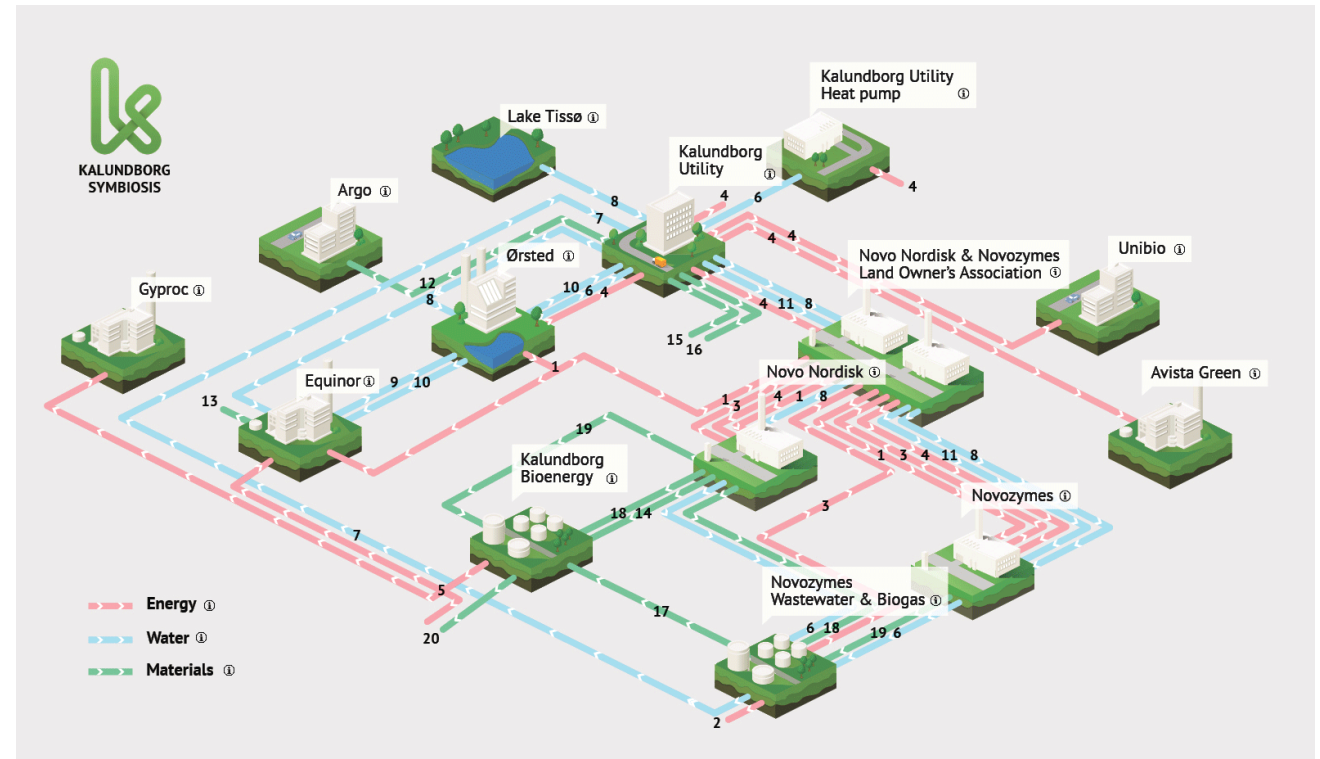 KALUNDBORG
SYMBIOSIS
Kalundborg Utility
Heat pump
Lake Tissø
Kalundborg
Utility
4
6
4
Argo
8
7
4
4
Ørsted
Novo Nordisk & Novozymes
Land Owner's Association
Unibio
Gyproc
12
8
10
6
4
4
11
8
15
16
1
Equinor
9
10
Novo Nordisk
Avista Green
13
1
3
4
1
8
19
Kalundborg
Bioenergy
1
3
4
11
8
Novozymes
18
14
3
7
5
Novozymes
Wastewater & Biogas
Energy
17
20
6
18
19
6
Water
Materials
2